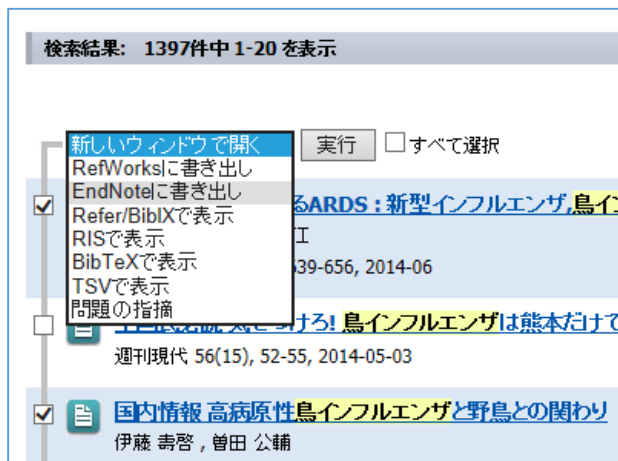 検索結果: 1397件中 1-20 を表示
新しいウィンドウで開く 実行 すべて選択
RefWorksに書き出し
EndNoteに書き出し
Refer/BibIXで表示
RISで表示
BibTeXで表示
TSVで表示
問題の指摘
るARDS : 新型インフルエンザ,鳥イン
江
639-656, 2014-06
ろ! 鳥インフルエンザは熊本だけで
週刊現代 56(15), 52-55, 2014-05-03
国内情報 高病原性鳥インフルエンザと野鳥との関わり
伊藤 壽啓 , 曽田 公輔